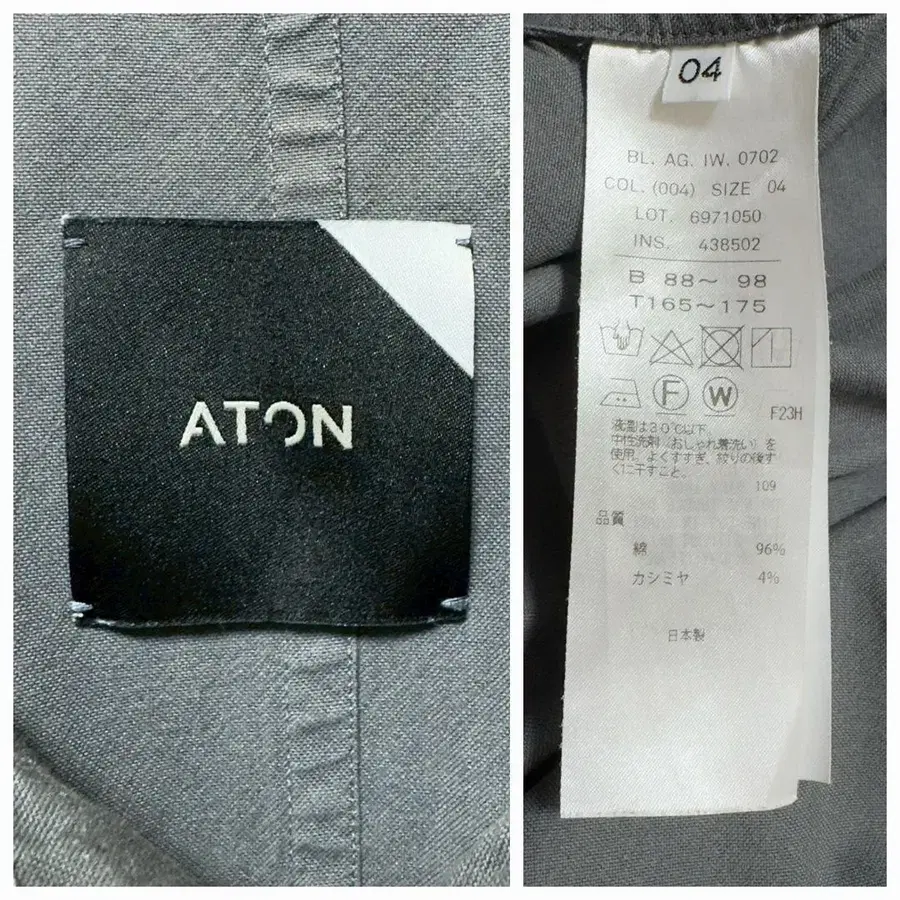 ATON
04
BL. AG. IW. 0702
COL. (004) SIZE 04
LOT. 6971050
INS. 438502
B 88～ 98
T165～175
F
W
F23H
液温は30℃以下、
中性洗剤(おしゃれ着洗い)を
使用。よくすすぎ、絞りの後す
ぐに干すこと。
109
品質
綿 96%
カシミヤ 4%
日本製